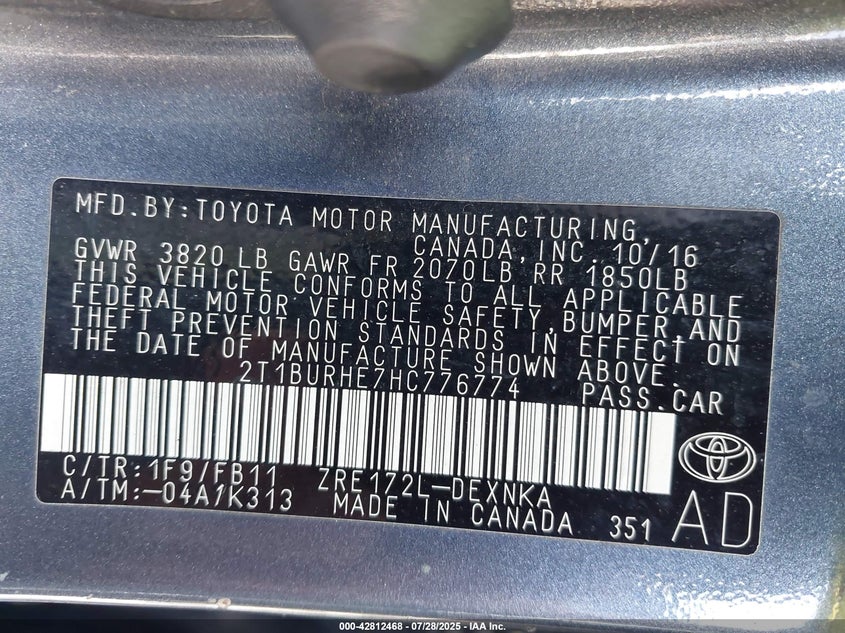 MFD.BY:TOYOTA MOTOR MANUFACTURING,
CANADA,INC. 10/16
GVWR 3820 LB GAWR FR 2070LB RR 1850LB
THIS VEHICLE CONFORMS TO ALL APPLICABLE
FEDERAL MOTOR VEHICLE SAFETY,BUMPER AND
THEFT PREVENTION STANDARDS IN EFFECT ON
THE DATE OF MANUFACTURE SHOWN ABOVE.
2T1BURHE7HC776774 PASS.CAR
C/TR:1F9/FB11 ZRE172L-DEXNKA
A/TM:-04A1K313 MADE IN CANADA 351 AD
000-42812468 - 07/28/2025 - IAA Inc.